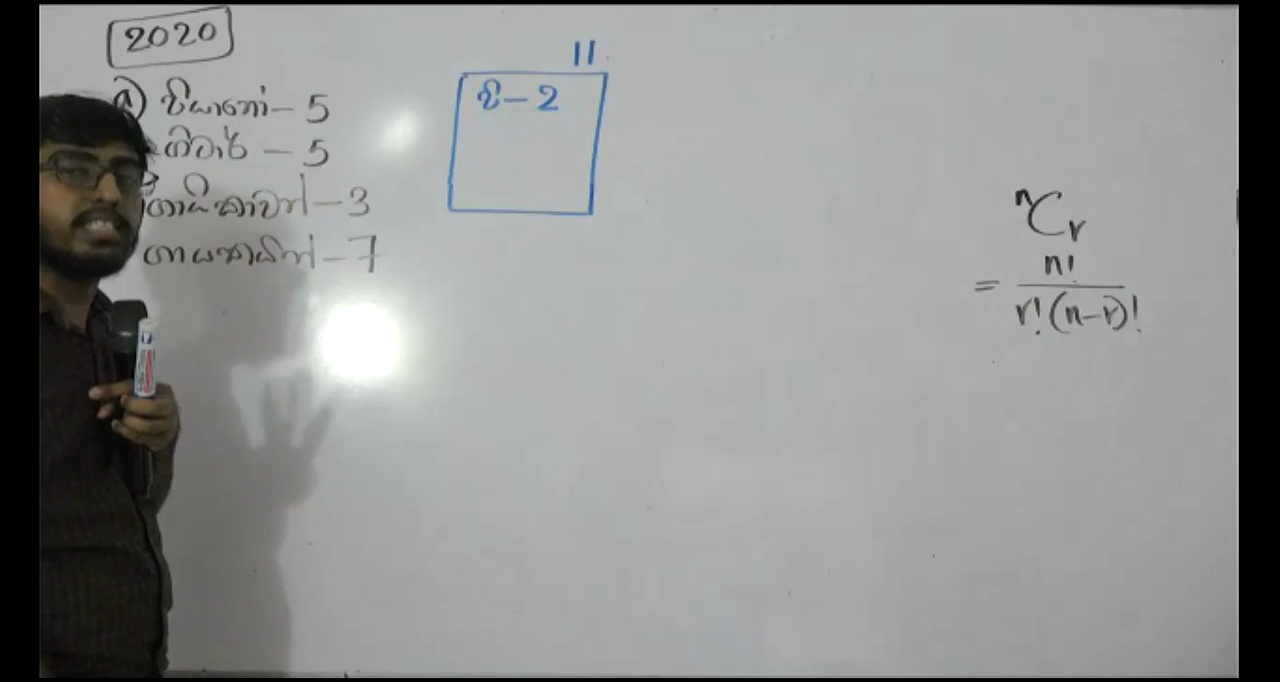 2020
a) පියානෝ – 5
ගිටාර් – 5
ගායිකාවන් – 3
ගායකයින් – 7
11
පි – 2
ⁿCᵣ
= n! / r!(n-r)!